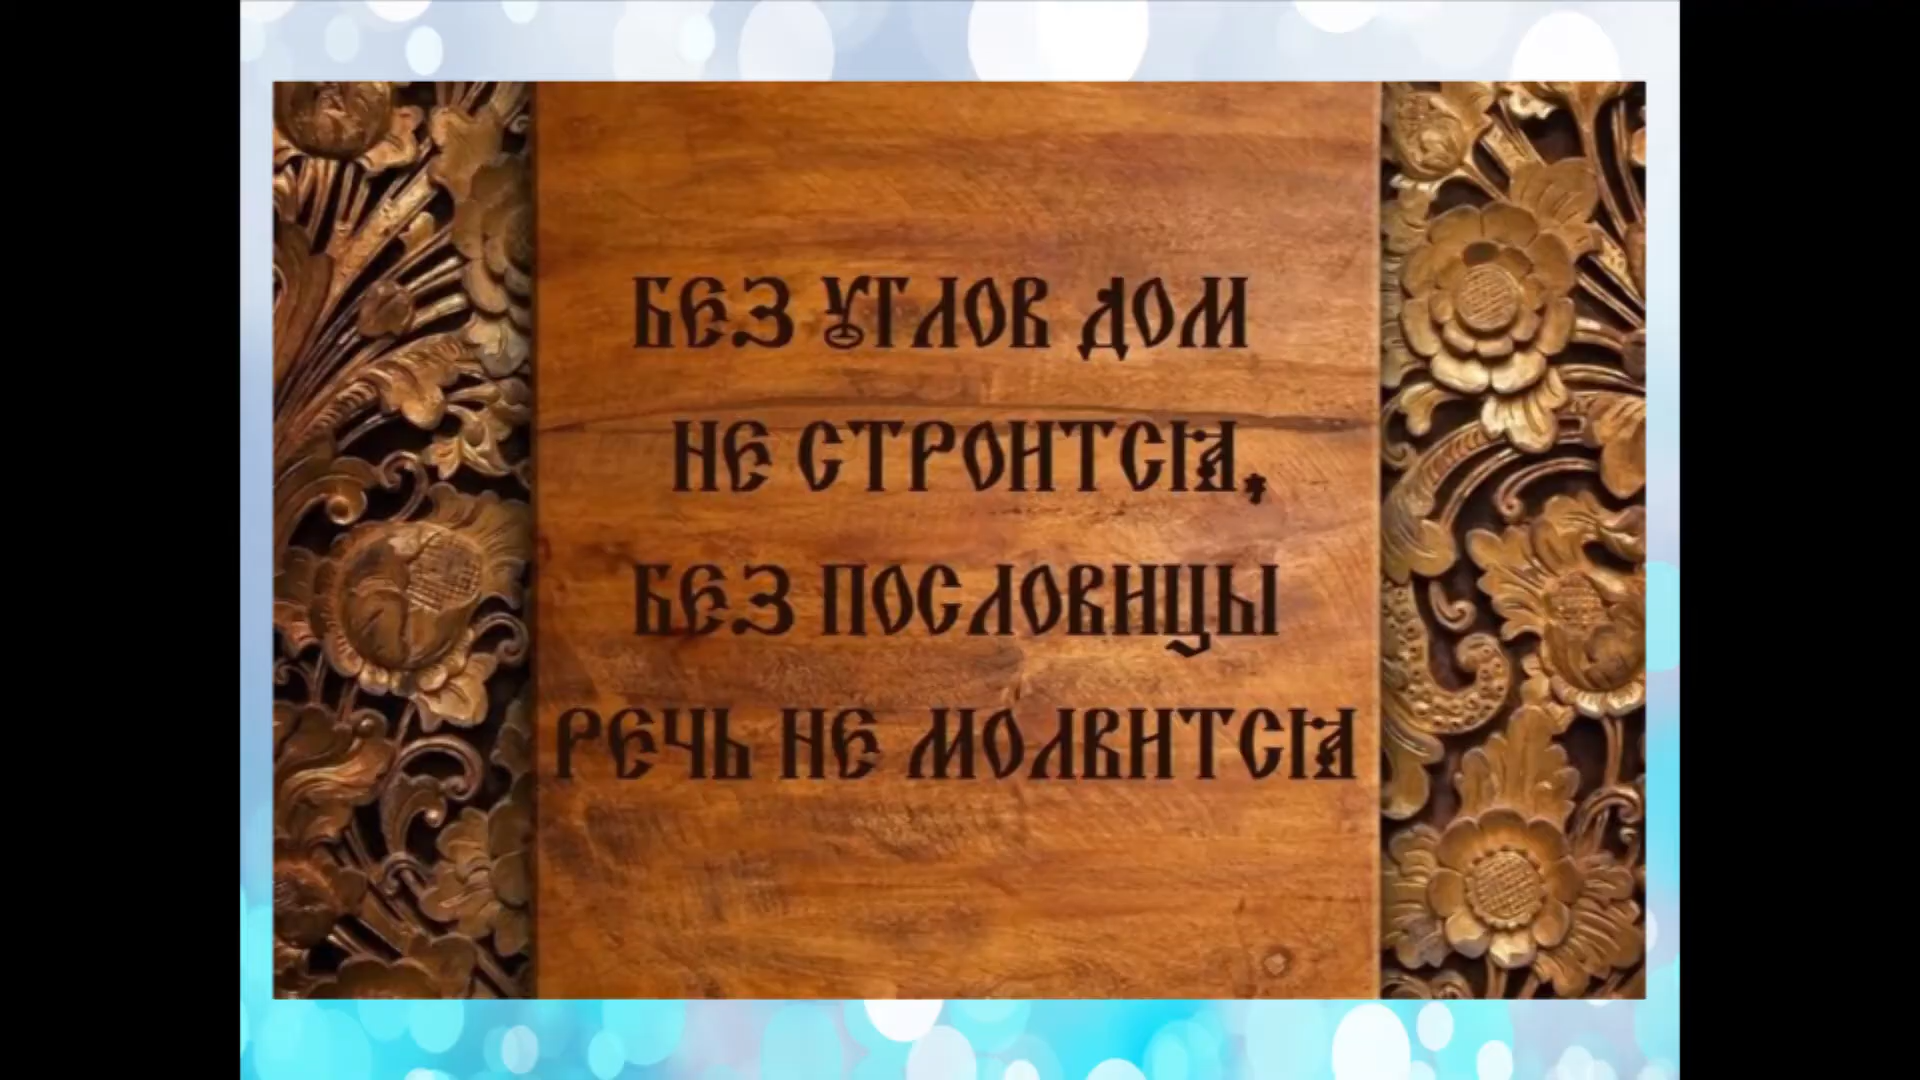 БЕЗ УГЛОВ ДОМ
НЕ СТРОИТСЯ,
БЕЗ ПОСЛОВИЦЫ
РЕЧЬ НЕ МОЛВИТСЯ